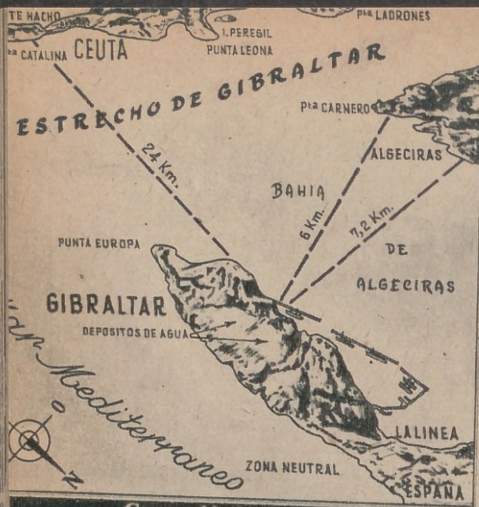 TE HACHO
Pta LADRONES
CATALINA CEUTA
I. PEREGIL
PUNTA LEONA
ESTRECHO DE GIBRALTAR
Pta CARNERO
ALGECIRAS
24 Km.
BAHIA
6 Km.
7,2 Km.
DE
ALGECIRAS
PUNTA EUROPA
GIBRALTAR
DEPOSITOS DE AGUA
ar Mediterraneo
LA LINEA
ZONA NEUTRAL
ESPAÑA
O
N